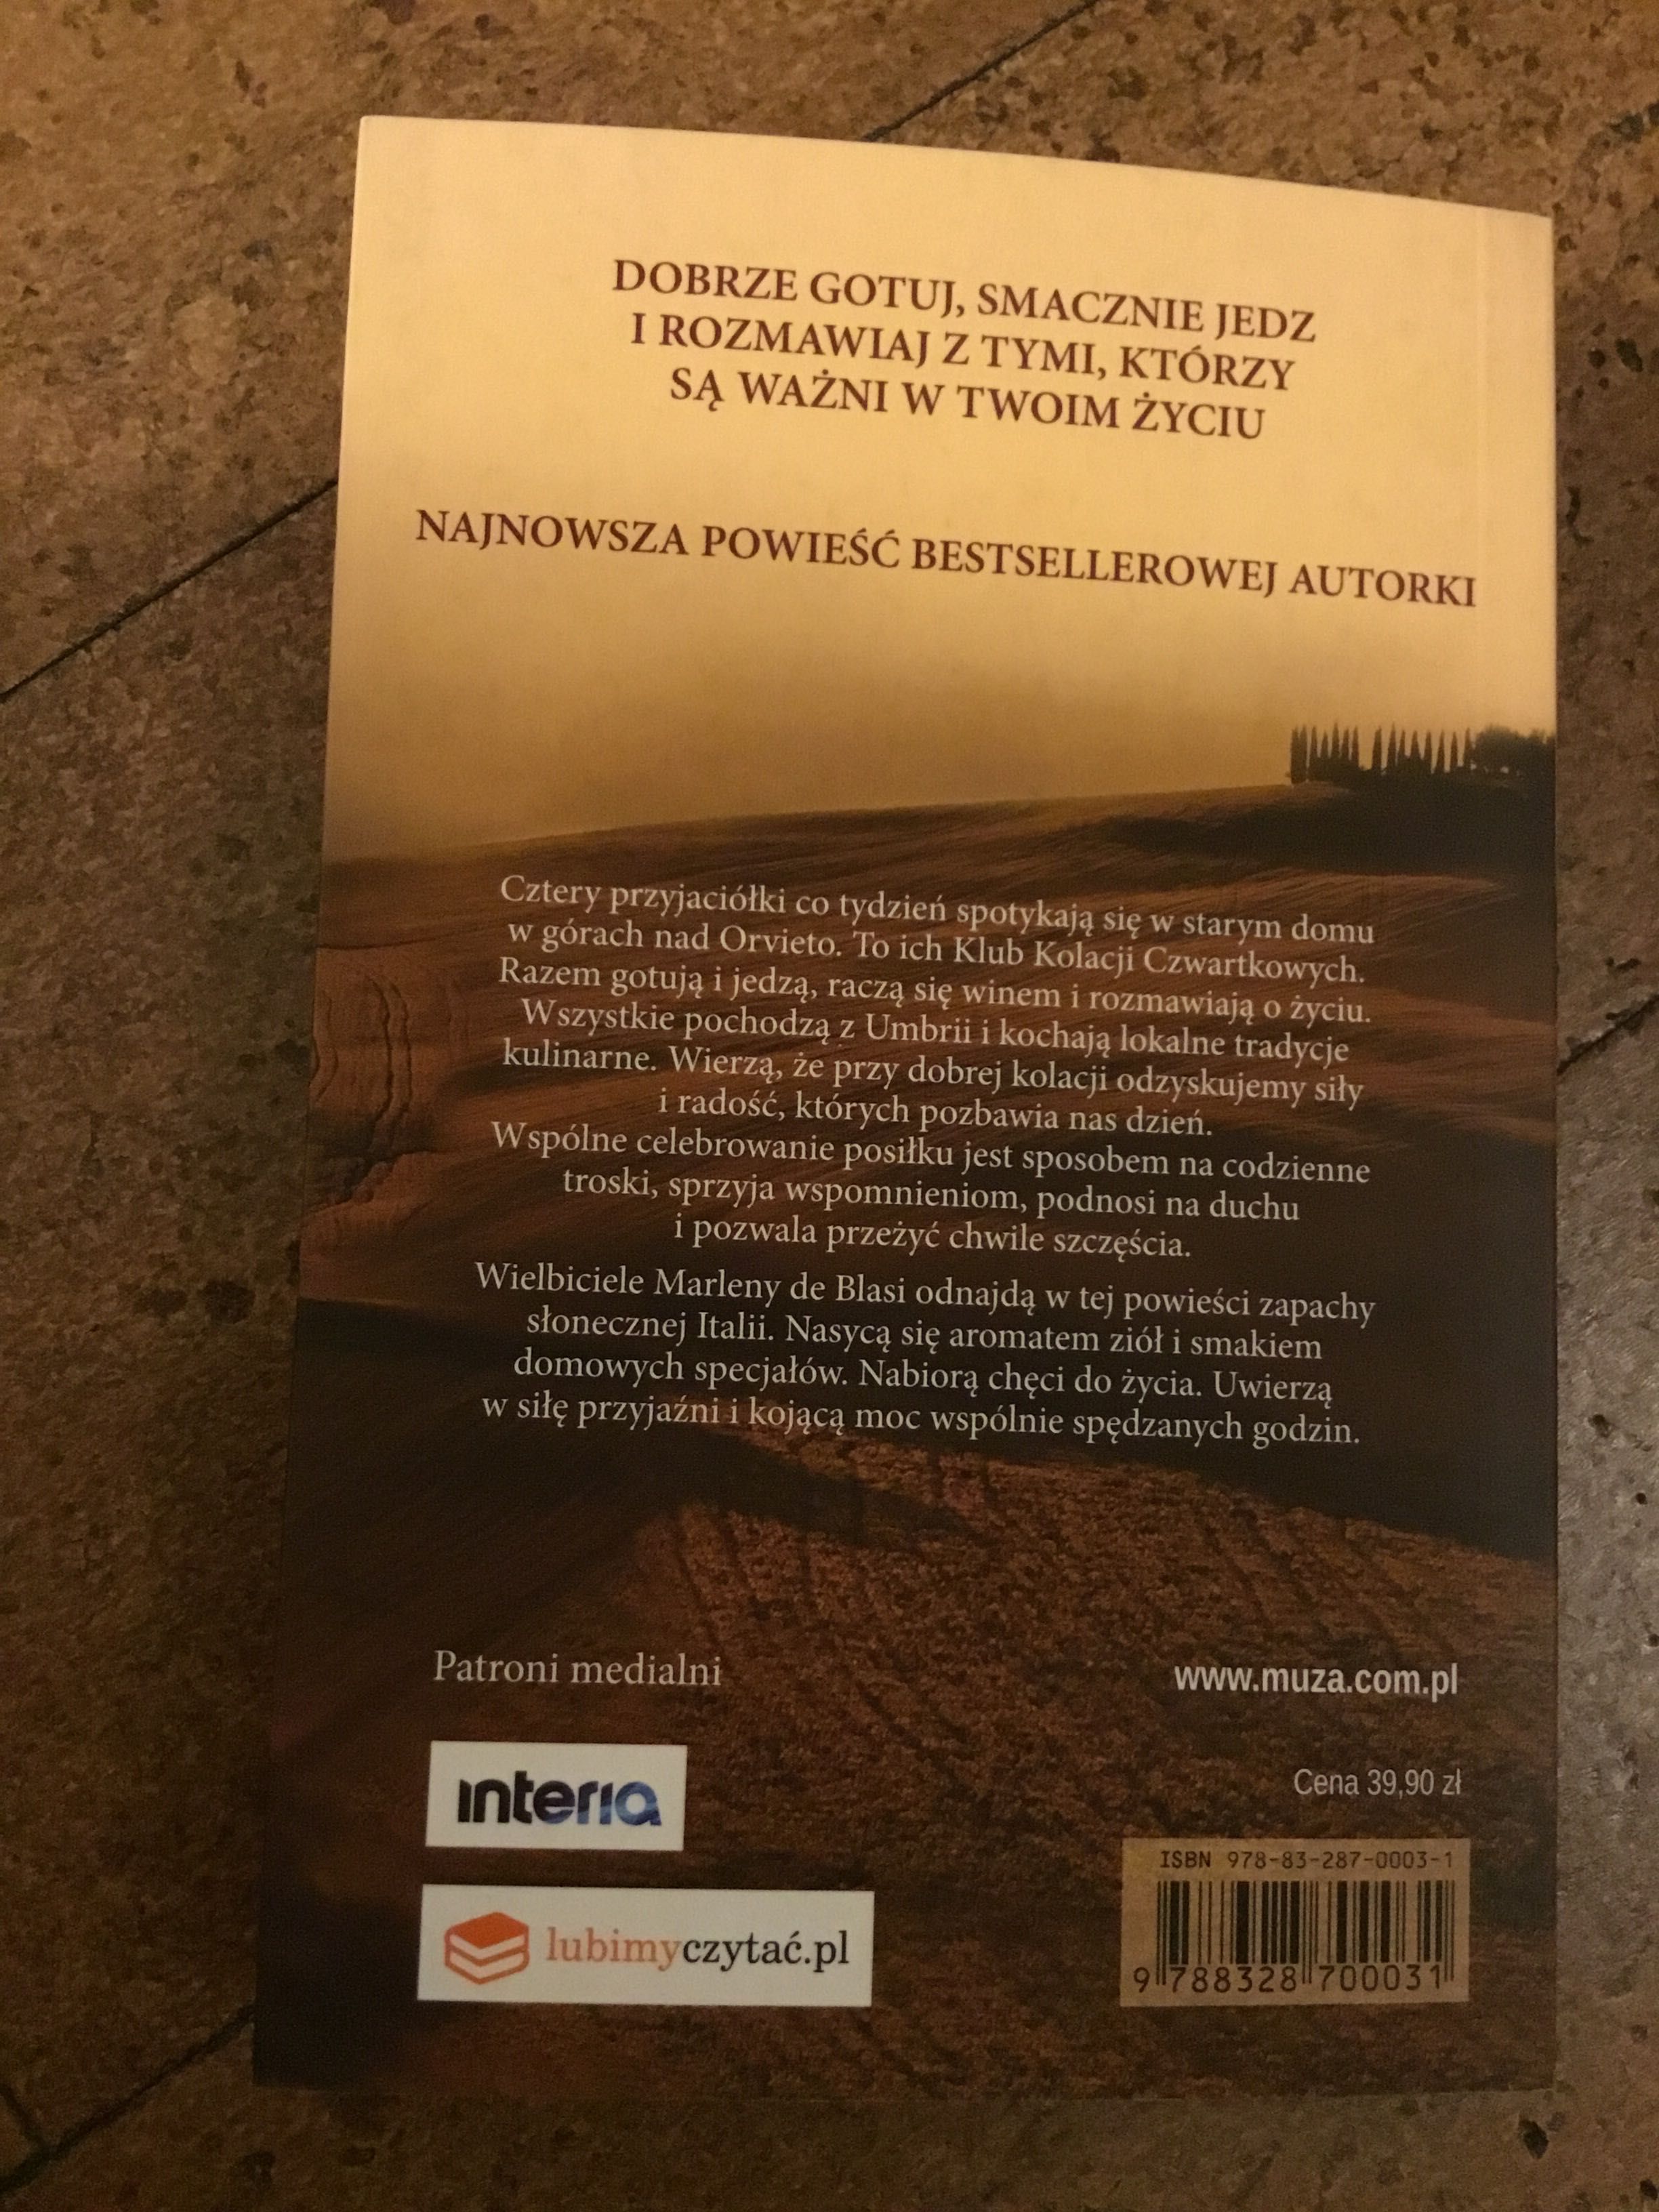 DOBRZE GOTUJ, SMACZNIE JEDZ
I ROZMAWIAJ Z TYMI, KTÓRZY
SĄ WAŻNI W TWOIM ŻYCIU
NAJNOWSZA POWIEŚĆ BESTSELLEROWEJ AUTORKI
Cztery przyjaciółki co tydzień spotykają się w starym domu
w górach nad Orvieto. To ich Klub Kolacji Czwartkowych.
Razem gotują i jedzą, raczą się winem i rozmawiają o życiu.
Wszystkie pochodzą z Umbrii i kochają lokalne tradycje
kulinarne. Wierzą, że przy dobrej kolacji odzyskujemy siły
i radość, których pozbawia nas dzień.
Wspólne celebrowanie posiłku jest sposobem na codzienne
troski, sprzyja wspomnieniom, podnosi na duchu
i pozwala przeżyć chwile szczęścia.
Wielbiciele Marleny de Blasi odnajdą w tej powieści zapachy
słonecznej Italii. Nasycą się aromatem ziół i smakiem
domowych specjałów. Nabiorą chęci do życia. Uwierzą
w siłę przyjaźni i kojącą moc wspólnie spędzanych godzin.
Patroni medialni
interia
lubimyczytać.pl
www.muza.com.pl
Cena 39,90 zł
ISBN 978-83-287-0003-1
9 788328 700031